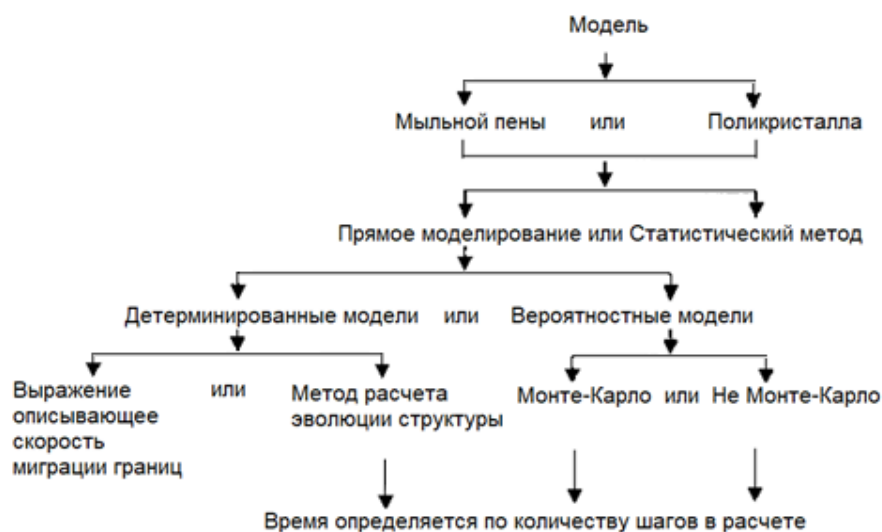 Модель
Мыльной пены или Поликристалла
Прямое моделирование или Статистический метод
Детерминированные модели или Вероятностные модели
Выражение
описывающее
скорость
миграции границ
или
Метод расчета
эволюции структуры
Монте-Карло или Не Монте-Карло
Время определяется по количеству шагов в расчете